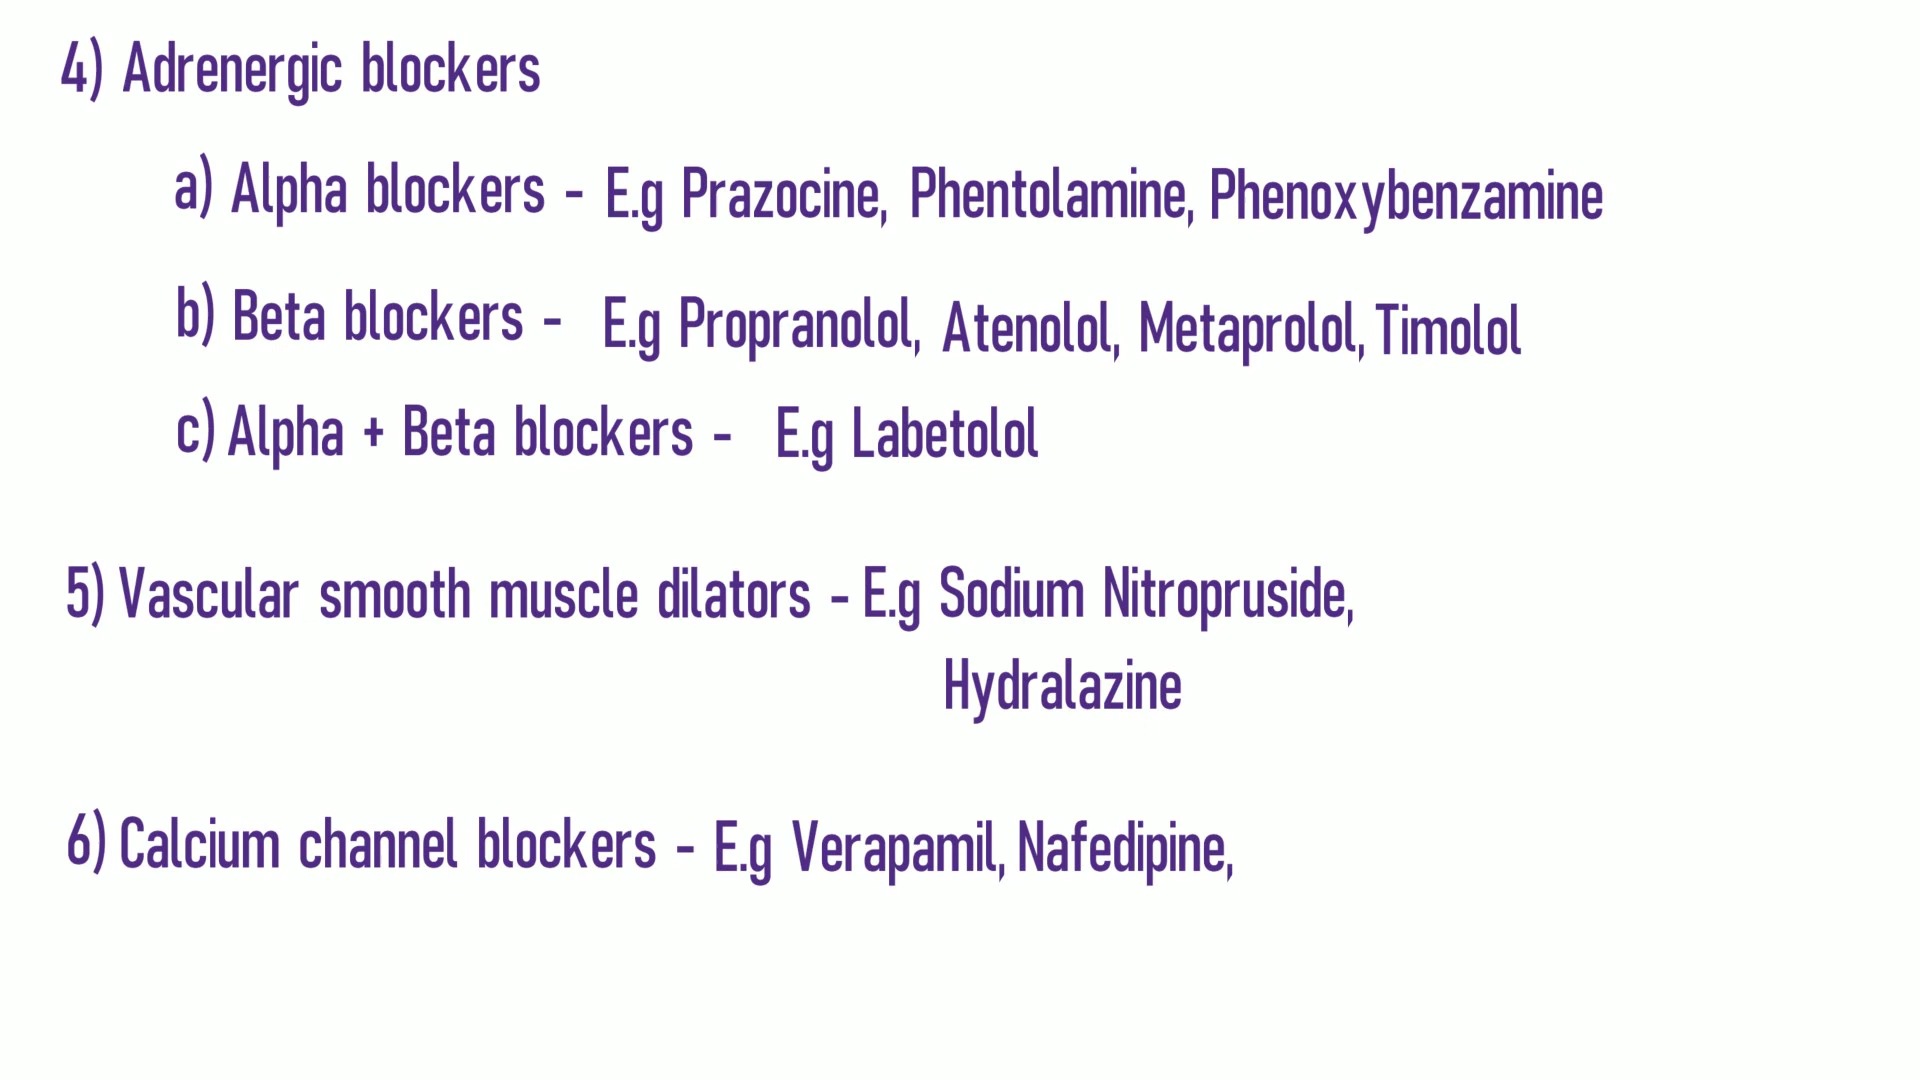 4) Adrenergic blockers
a) Alpha blockers - E.g Prazocine, Phentolamine, Phenoxybenzamine
b) Beta blockers - E.g Propranolol, Atenolol, Metaprolol, Timolol
c) Alpha + Beta blockers - E.g Labetolol
5) Vascular smooth muscle dilators - E.g Sodium Nitropruside,
Hydralazine
6) Calcium channel blockers - E.g Verapamil, Nafedipine,